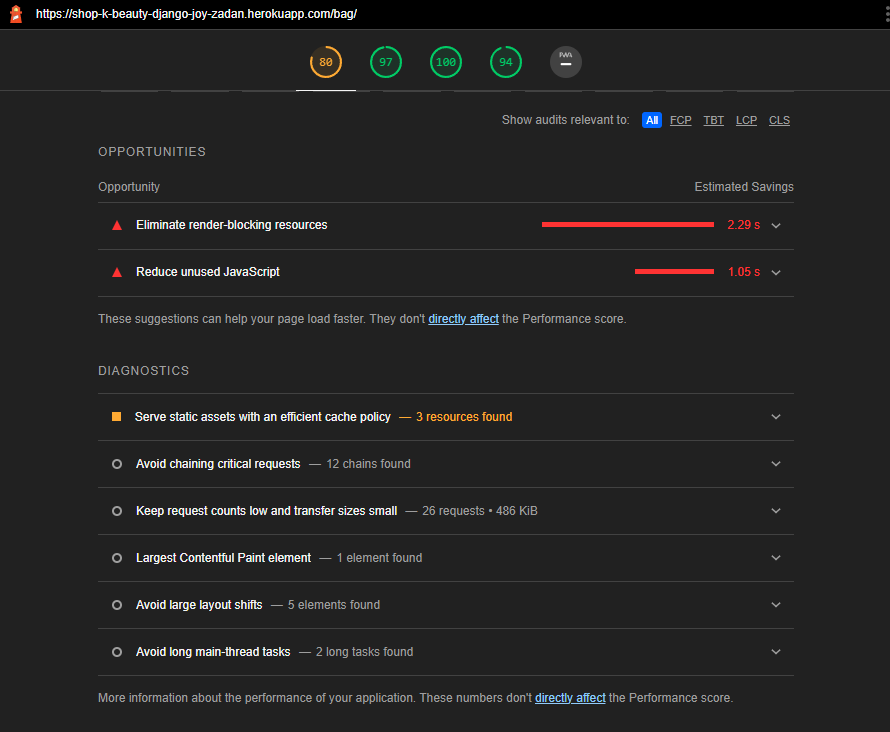 https://shop-k-beauty-django-joy-zadan.herokuapp.com/bag/
80 97 100 94 PWA
Show audits relevant to: All FCP TBT LCP CLS
OPPORTUNITIES
Opportunity Estimated Savings
Eliminate render-blocking resources 2.29 s
Reduce unused JavaScript 1.05 s
These suggestions can help your page load faster. They don't directly affect the Performance score.
DIAGNOSTICS
Serve static assets with an efficient cache policy — 3 resources found
Avoid chaining critical requests — 12 chains found
Keep request counts low and transfer sizes small — 26 requests • 486 KiB
Largest Contentful Paint element — 1 element found
Avoid large layout shifts — 5 elements found
Avoid long main-thread tasks — 2 long tasks found
More information about the performance of your application. These numbers don't directly affect the Performance score.